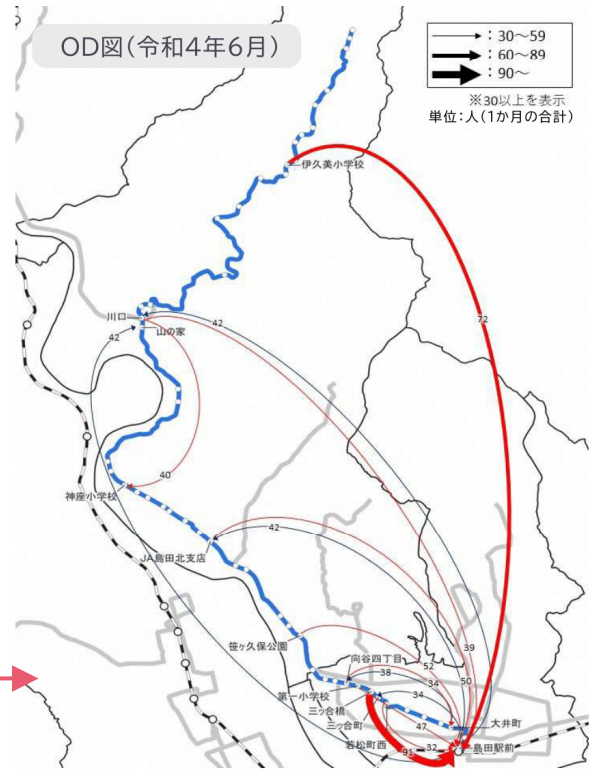 OD図(令和4年6月)
：30～59
：60～89
：90～
※30以上を表示
単位：人(1か月の合計)
伊久美小学校
72
川口
山の家
42
42
40
神座小学校
42
JA島田北支店
笹ヶ久保公園
向谷四丁目
52
39
38
50
第一小学校
34
34
三ッ合橋
三ッ合町
47
大井町
若松町西
91
32
島田駅前